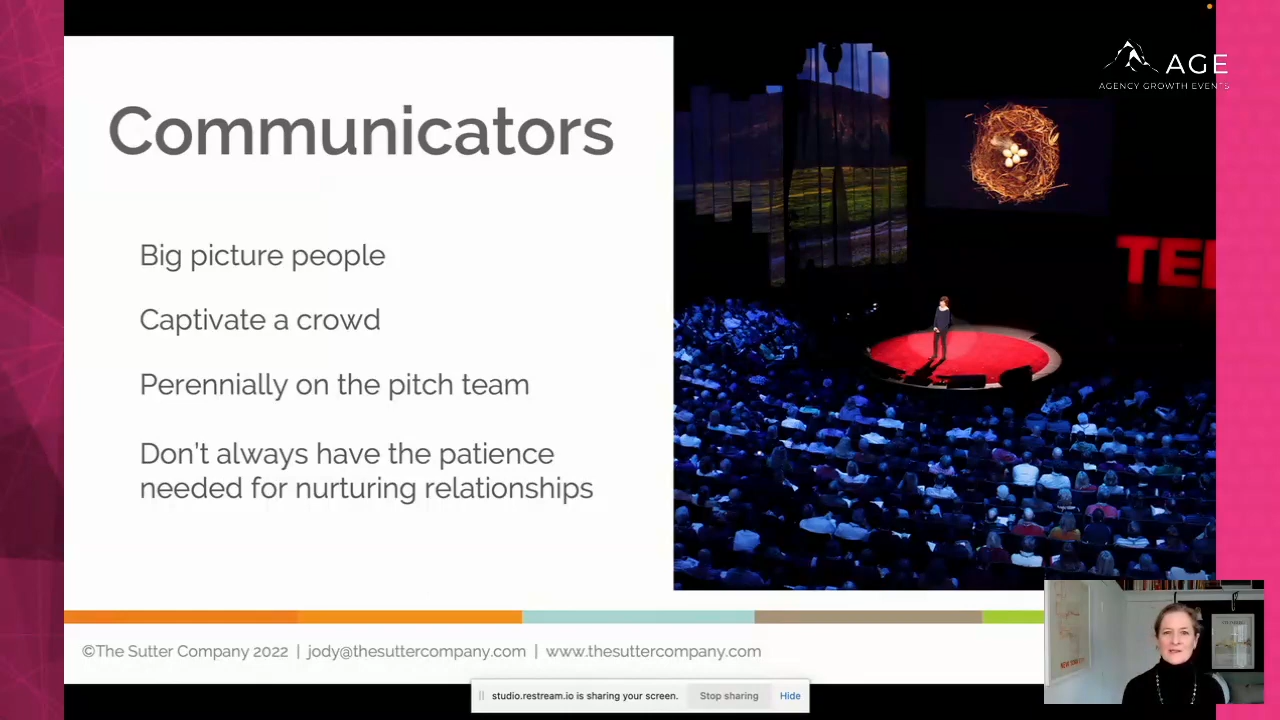 AGE
AGENCY GROWTH EVENTS
Communicators
Big picture people
Captivate a crowd
Perennially on the pitch team
Don't always have the patience
needed for nurturing relationships
TED
©The Sutter Company 2022 | jody@thesuttercompany.com | www.thesuttercompany.com
studio.restream.io is sharing your screen.
Stop sharing
Hide